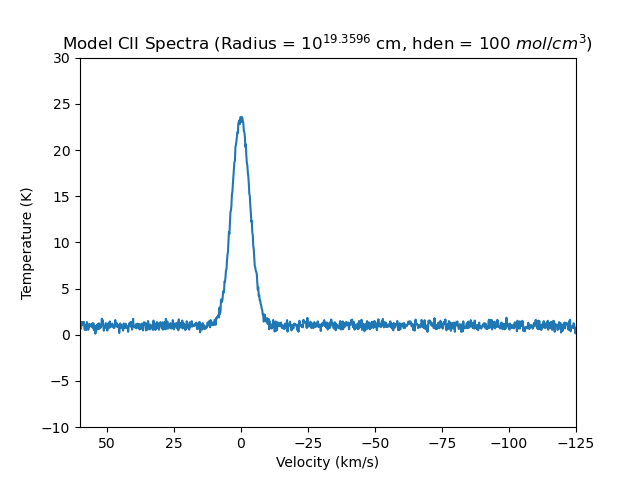 Model CII Spectra (Radius = 10^19.3596 cm, hden = 100 mol/cm^3)
30
25
20
15
10
5
0
−5
−10
Temperature (K)
50 25 0 −25 −50 −75 −100 −125
Velocity (km/s)